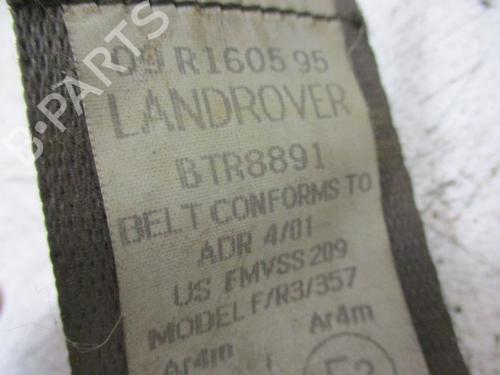 09 R1605 95
LANDROVER
BTR8891
BELT CONFORMS TO
ADR 4/01
US FMVSS 209
MODEL F/R3/357
Ar4m Ar4m
B-PARTS